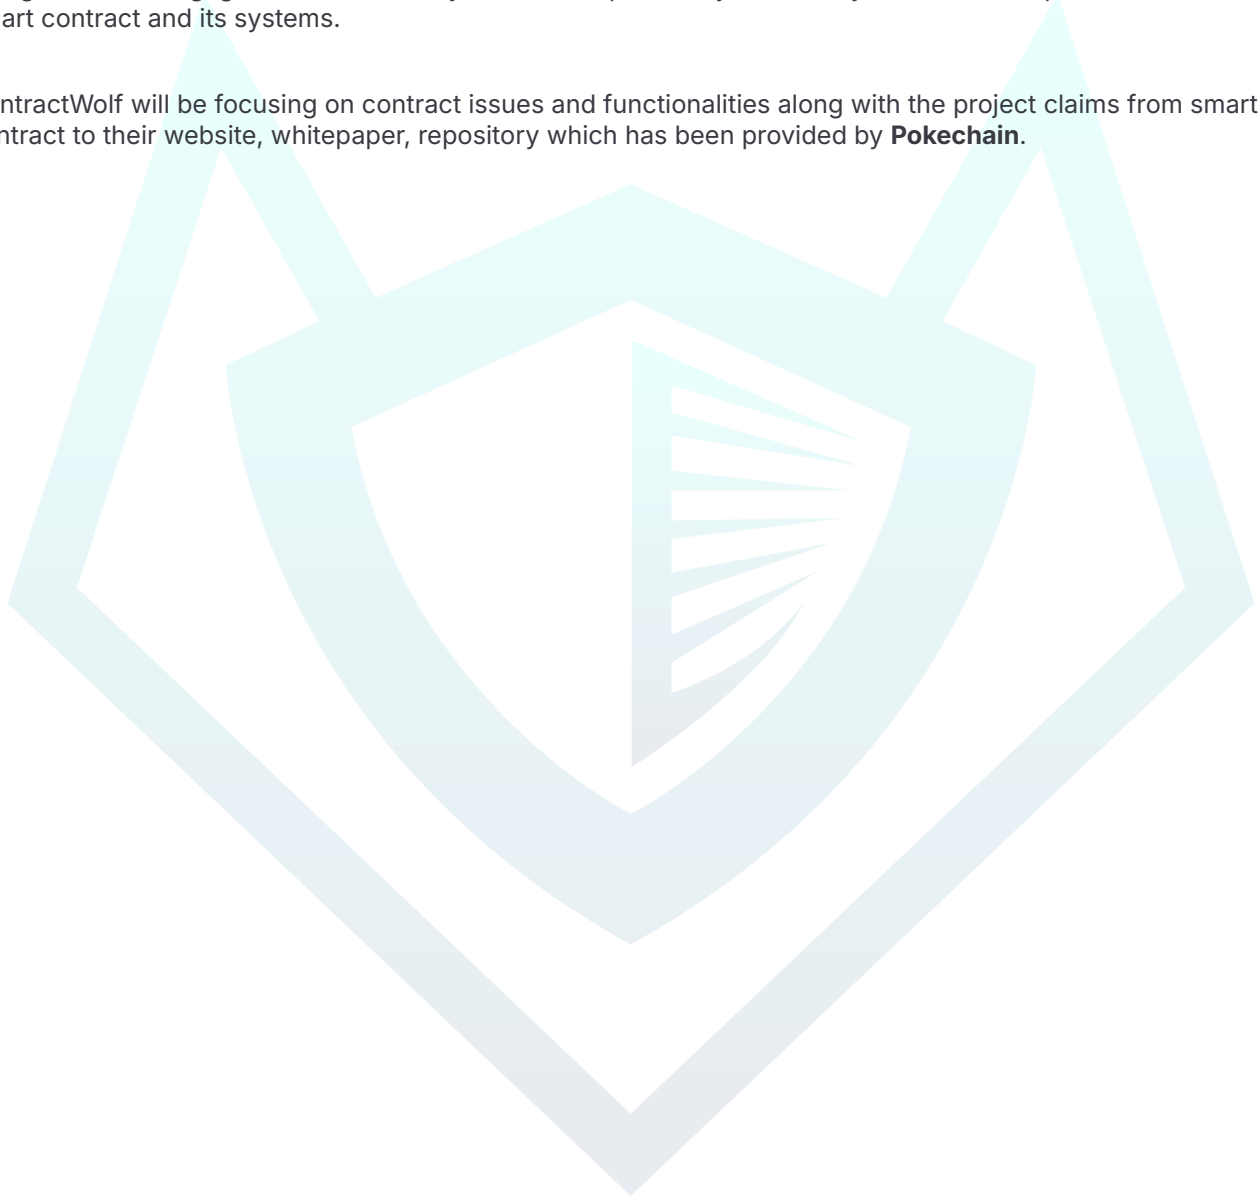 art contract and its systems.
ntractWolf will be focusing on contract issues and functionalities along with the project claims from smart
ntract to their website, whitepaper, repository which has been provided by Pokechain.